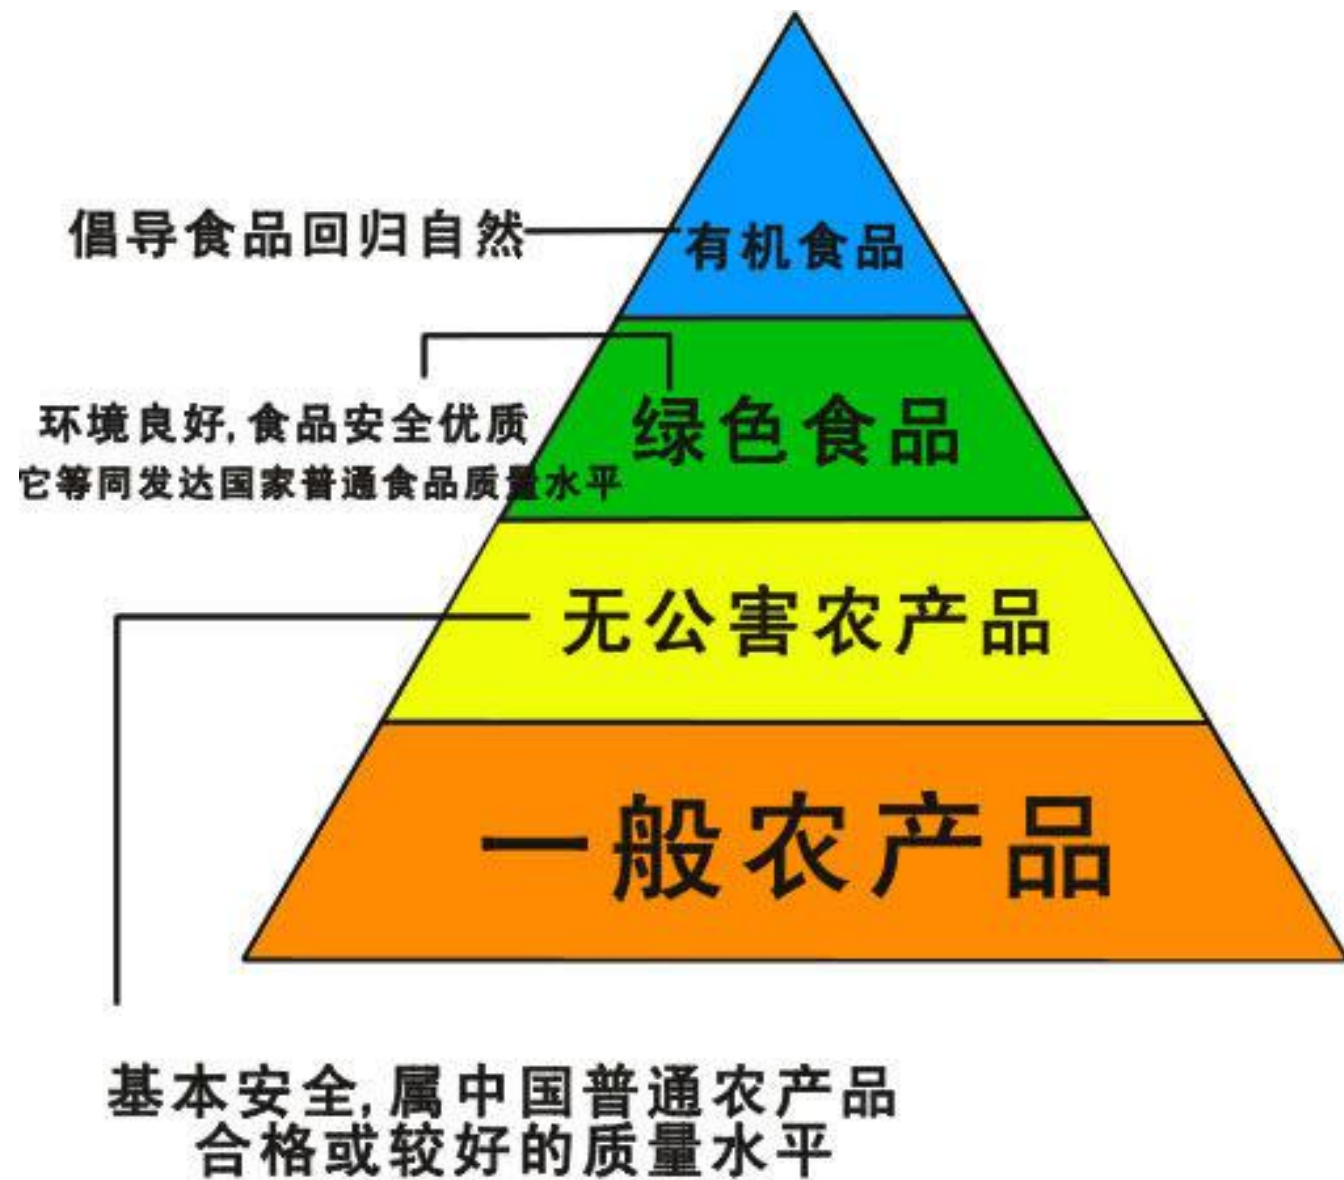 倡导食品回归自然
有机食品
环境良好,食品安全优质
它等同发达国家普通食品质量水平
绿色食品
无公害农产品
一般农产品
基本安全,属中国普通农产品
合格或较好的质量水平